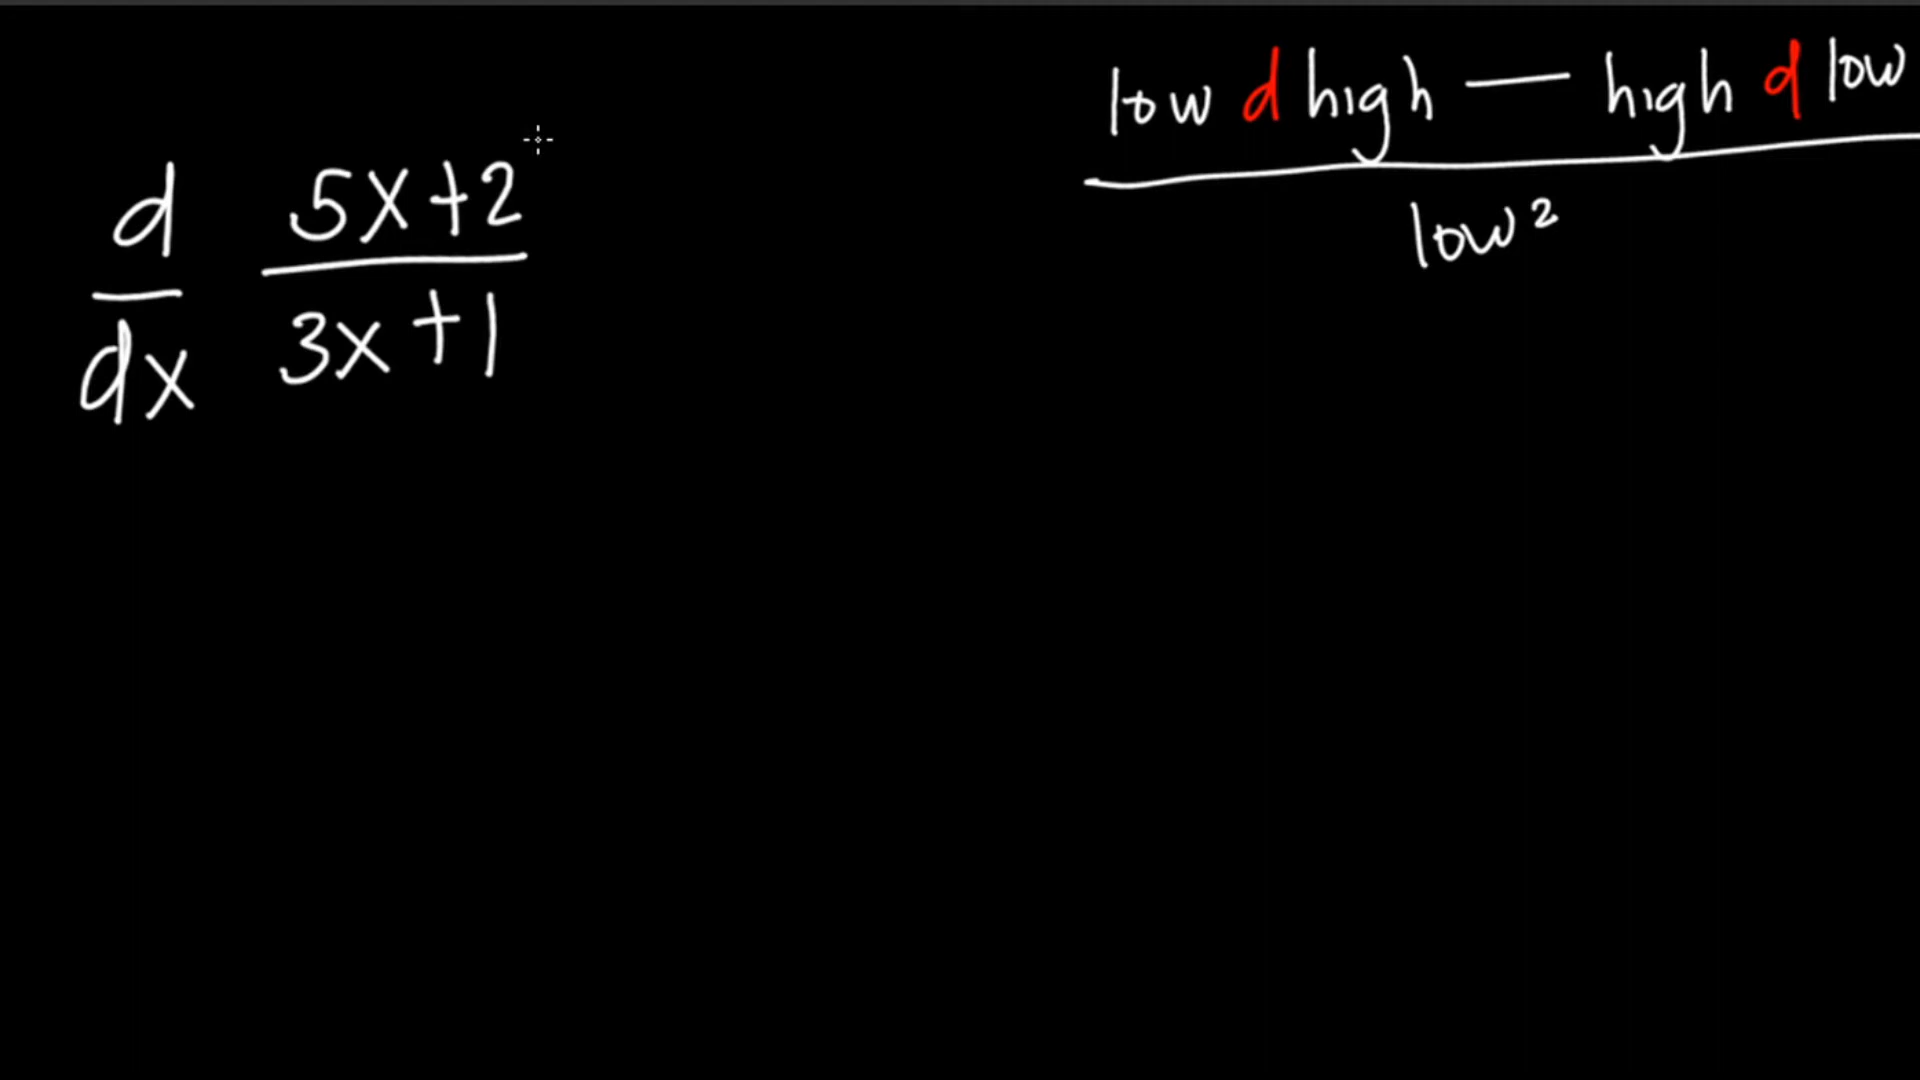 d/dx (5x+2)/(3x+1)
low d high — high d low
low²